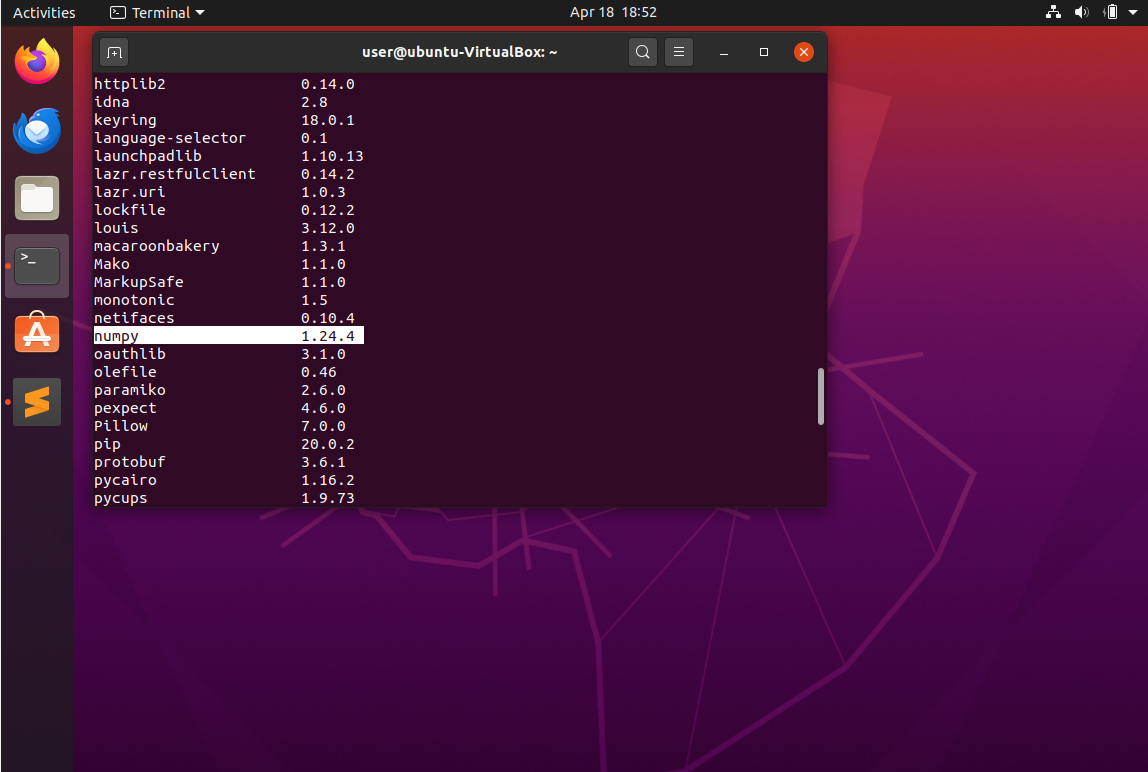 Activities Terminal Apr 18 18:52
user@ubuntu-VirtualBox: ~
httplib2 0.14.0
idna 2.8
keyring 18.0.1
language-selector 0.1
launchpadlib 1.10.13
lazr.restfulclient 0.14.2
lazr.uri 1.0.3
lockfile 0.12.2
louis 3.12.0
macaroonbakery 1.3.1
Mako 1.1.0
MarkupSafe 1.1.0
monotonic 1.5
netifaces 0.10.4
numpy 1.24.4
oauthlib 3.1.0
olefile 0.46
paramiko 2.6.0
pexpect 4.6.0
Pillow 7.0.0
pip 20.0.2
protobuf 3.6.1
pycairo 1.16.2
pycups 1.9.73